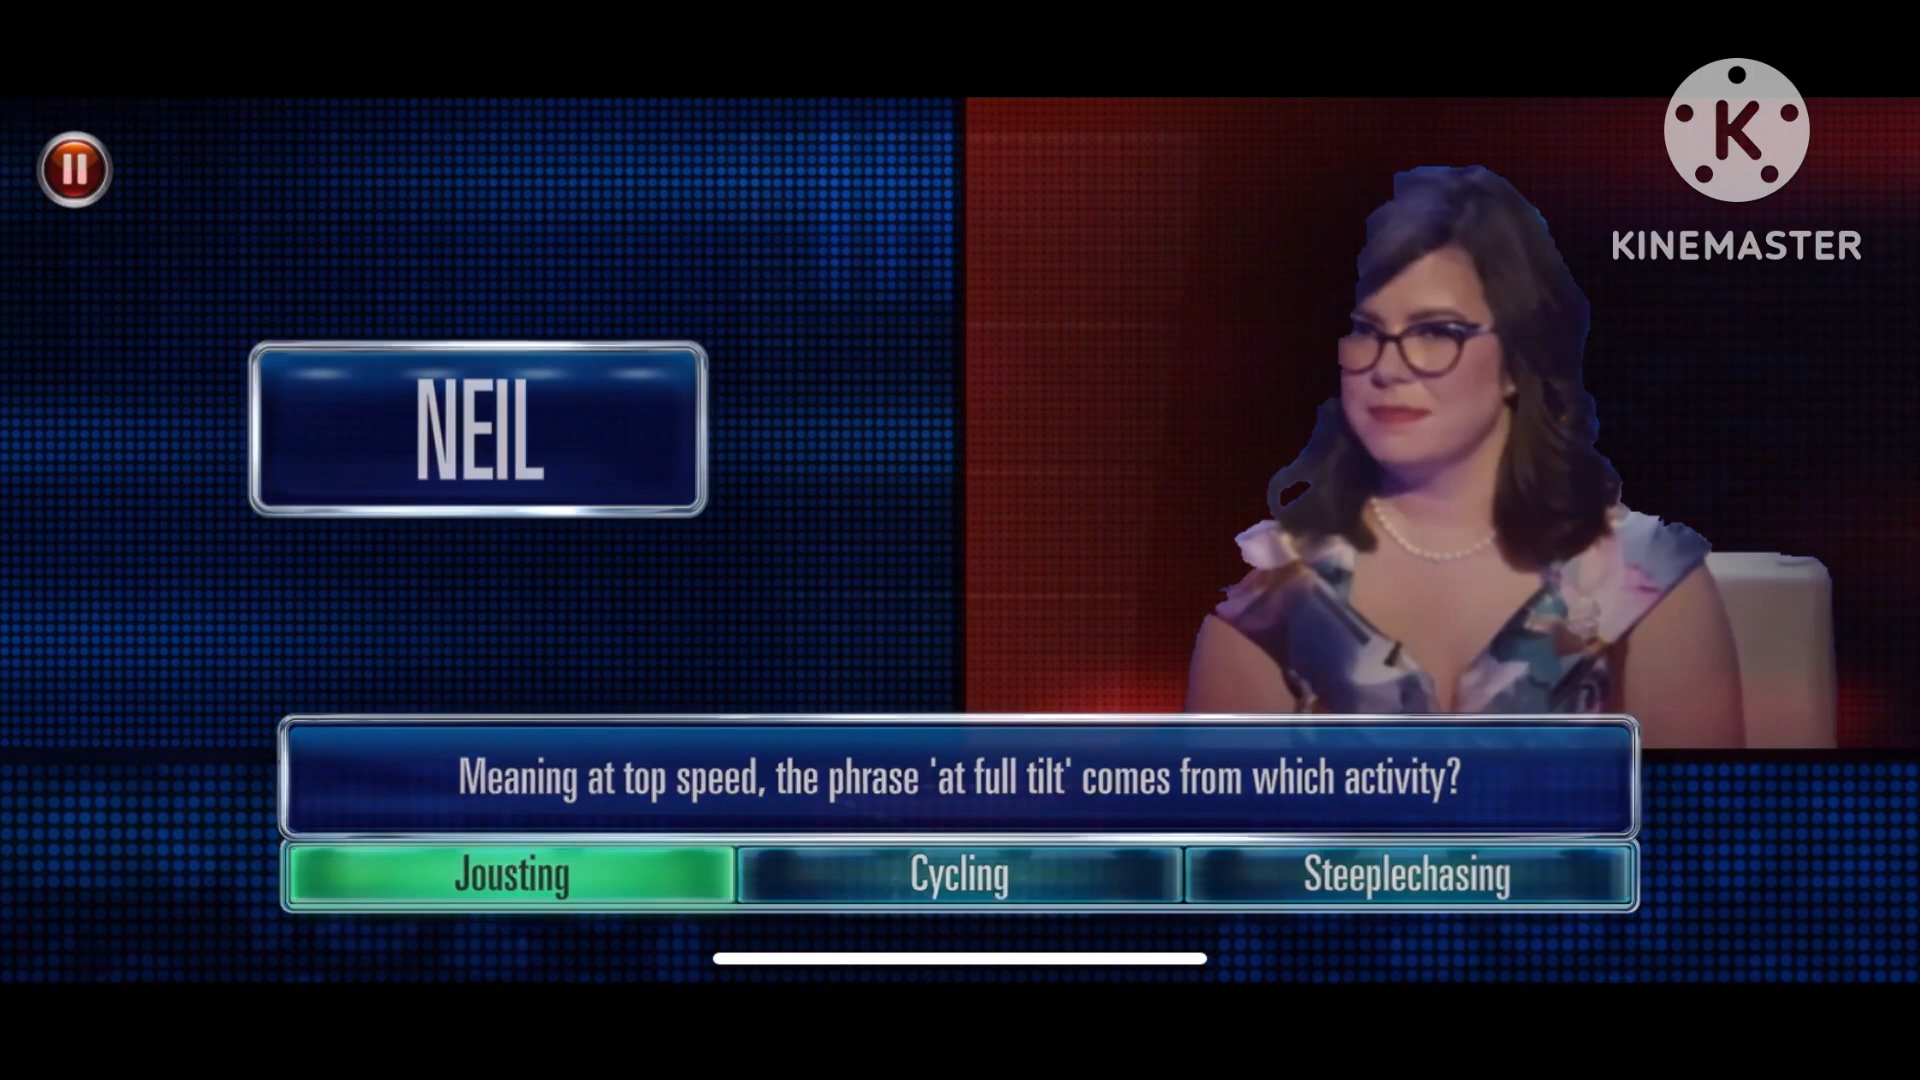 K
KINEMASTER
NEIL
Meaning at top speed, the phrase 'at full tilt' comes from which activity?
Jousting
Cycling
Steeplechasing